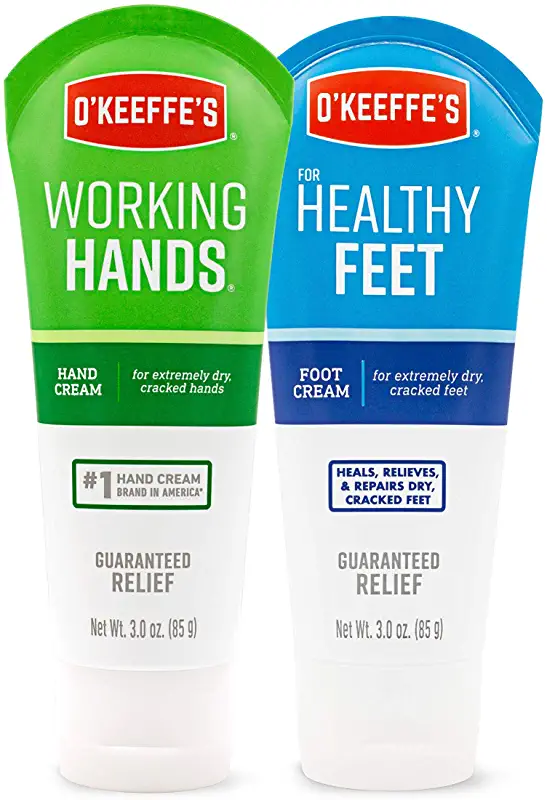 O'KEEFFE'S®
WORKING
HANDS®
HAND
CREAM
for extremely dry,
cracked hands
#1 HAND CREAM
BRAND IN AMERICA*
GUARANTEED
RELIEF
Net Wt. 3.0 oz. (85 g)
O'KEEFFE'S®
FOR
HEALTHY
FEET
FOOT
CREAM
for extremely dry,
cracked feet
HEALS, RELIEVES,
& REPAIRS DRY,
CRACKED FEET
GUARANTEED
RELIEF
Net Wt. 3.0 oz. (85 g)